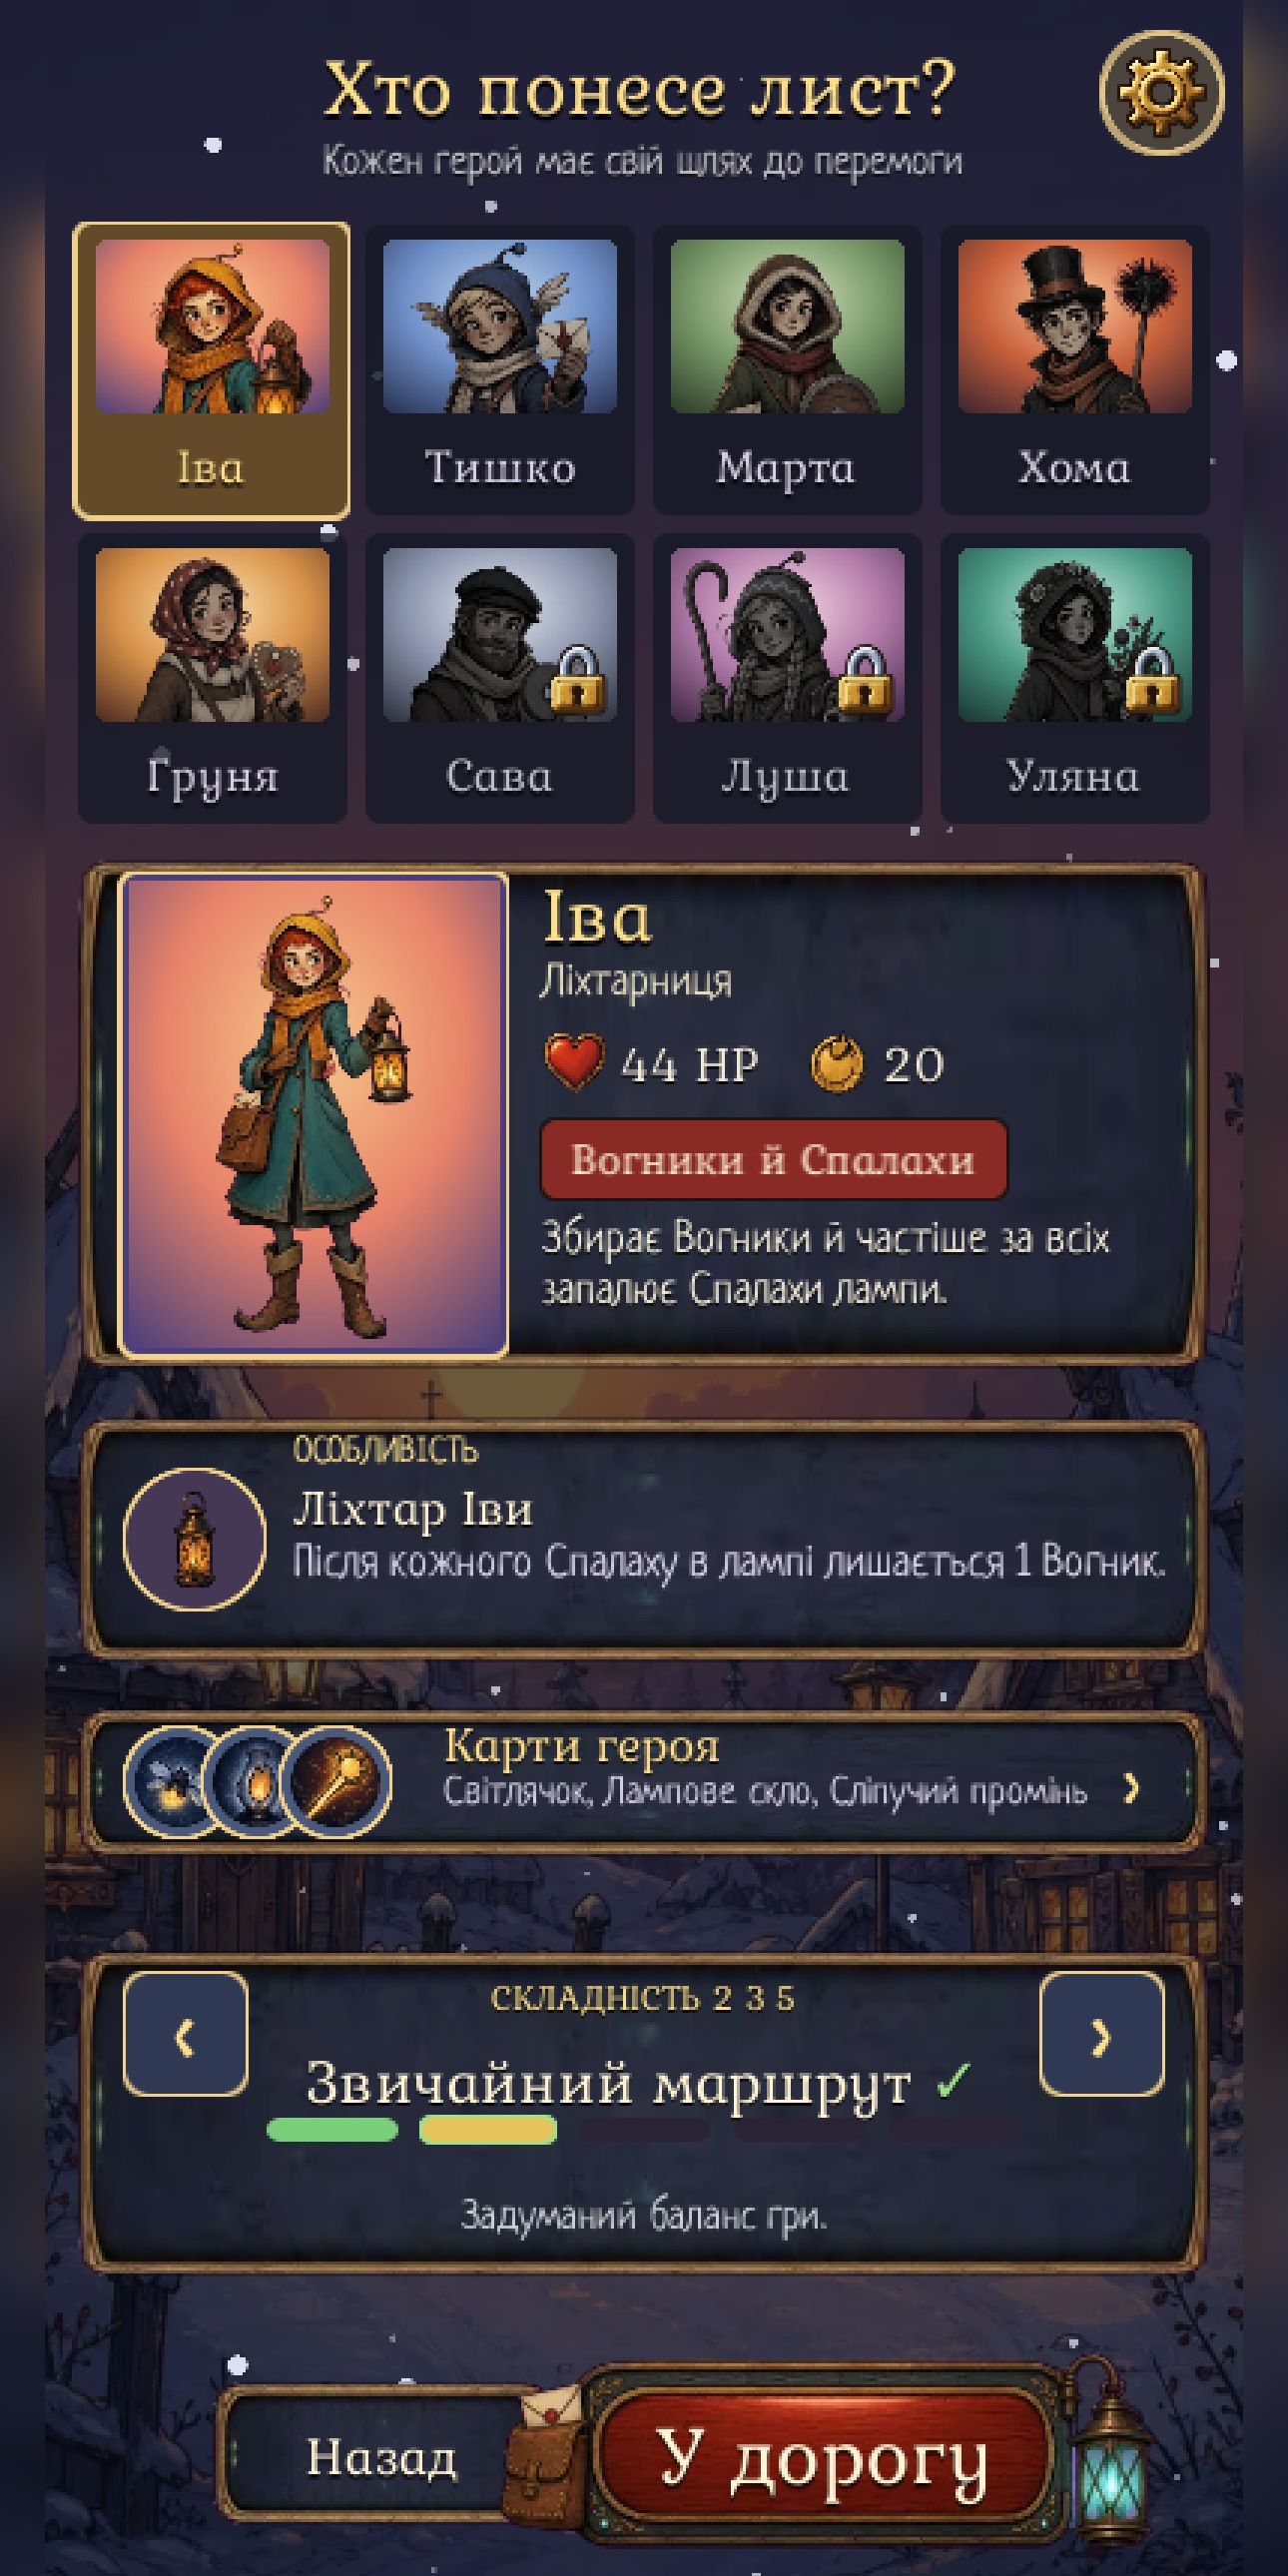 Хто понесе лист?
Кожен герой має свій шлях до перемоги
Іва
Тишко
Марта
Хома
Ґруня
Сава
Луша
Уляна
Іва
Ліхтарниця
44 HP 20
Вогники й Спалахи
Збирає Вогники й частіше за всіх
запалює Спалахи лампи.
ОСОБЛИВІСТЬ
Ліхтар Іви
Після кожного Спалаху в лампі лишається 1 Вогник.
Карти героя
Світлячок, Лампове скло, Сліпучий промінь
СКЛАДНІСТЬ 2 З 5
Звичайний маршрут ✓
Задуманий баланс гри.
Назад
У дорогу